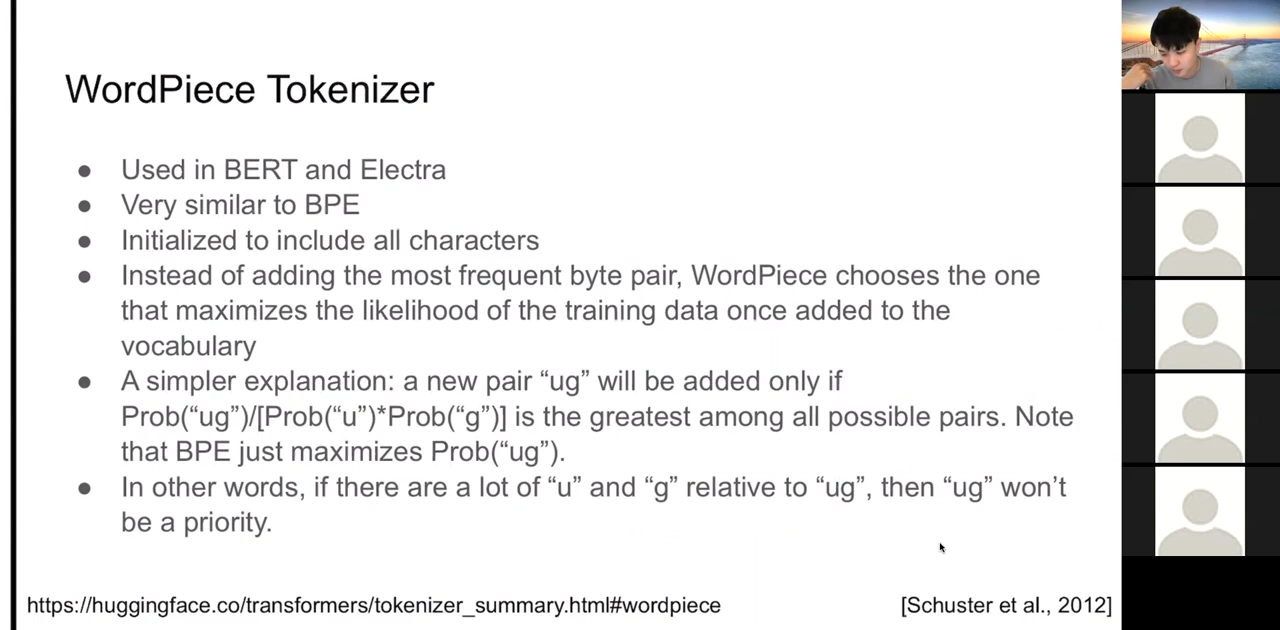 WordPiece Tokenizer
● Used in BERT and Electra
● Very similar to BPE
● Initialized to include all characters
● Instead of adding the most frequent byte pair, WordPiece chooses the one
that maximizes the likelihood of the training data once added to the
vocabulary
● A simpler explanation: a new pair “ug” will be added only if
Prob(“ug”)/[Prob(“u”)*Prob(“g”)] is the greatest among all possible pairs. Note
that BPE just maximizes Prob(“ug”).
● In other words, if there are a lot of “u” and “g” relative to “ug”, then “ug” won’t
be a priority.
https://huggingface.co/transformers/tokenizer_summary.html#wordpiece
[Schuster et al., 2012]